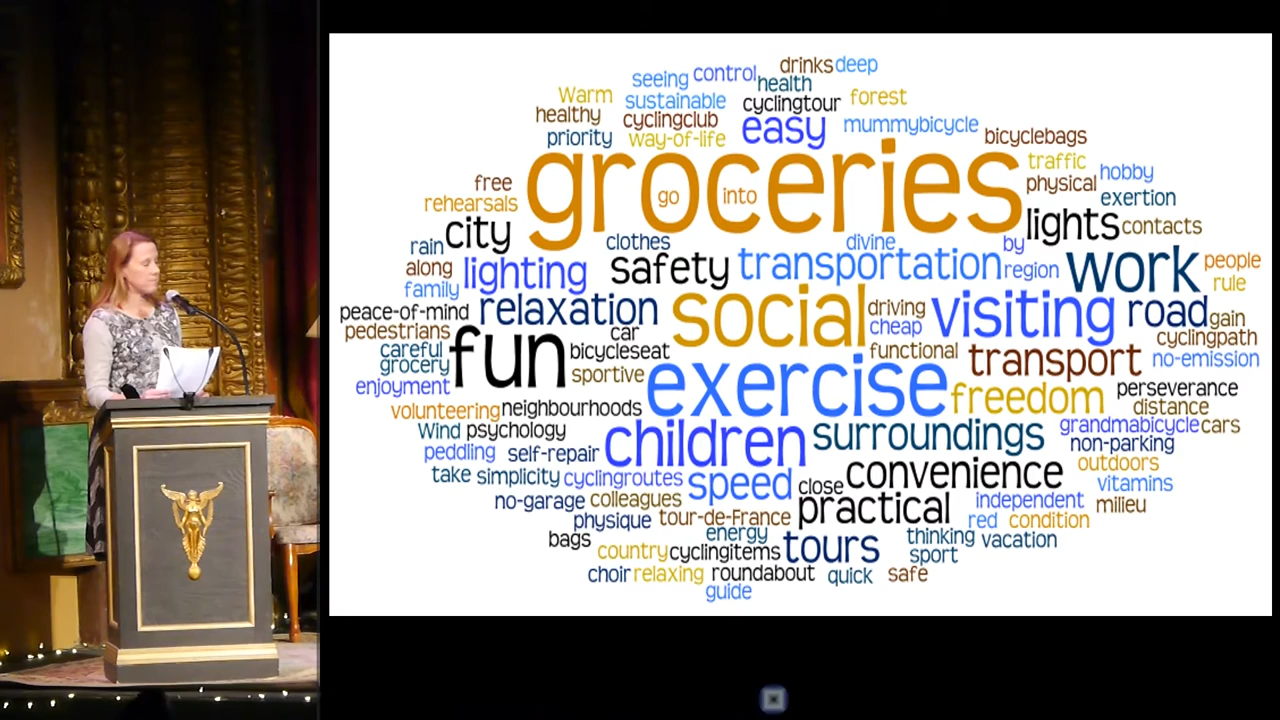 drinks deep
seeing control health
Warm sustainable cyclingtour forest
healthy cyclingclub easy mummybicycle
priority way-of-life bicyclebags
groceries traffic
free go into physical hobby
rehearsals exertion
city lights contacts
rain clothes divine by
along lighting safety transportation region work people
family rule
peace-of-mind relaxation social driving visiting road gain
pedestrians car cheap cyclingpath
careful fun bicycleseat functional transport no-emission
grocery sportive
enjoyment exercise freedom perseverance
volunteering neighbourhoods distance
Wind psychology children surroundings grandmabicycle cars
peddling self-repair non-parking
take simplicity cyclingroutes speed close convenience outdoors
no-garage colleagues practical independent vitamins
physique tour-de-France red condition milieu
bags energy tours thinking vacation
country cyclingitems sport
choir relaxing roundabout quick safe
guide